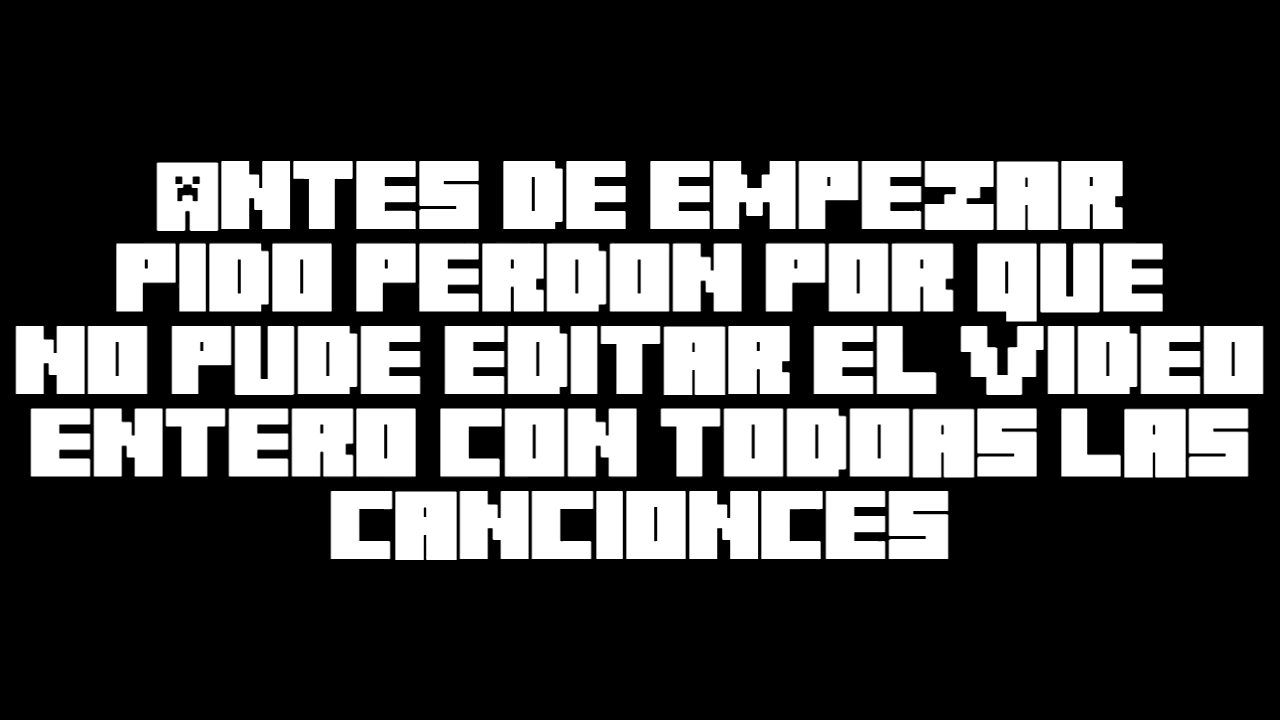 ANTES DE EMPEZAR
PIDO PERDON POR QUE
NO PUDE EDITAR EL VIDEO
ENTERO CON TODOAS LAS
CANCIONCES